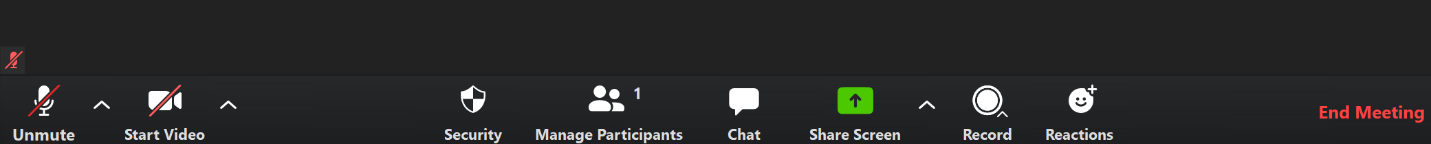 1
Unmute
Start Video
Security
Manage Participants
Chat
Share Screen
Record
Reactions
End Meeting